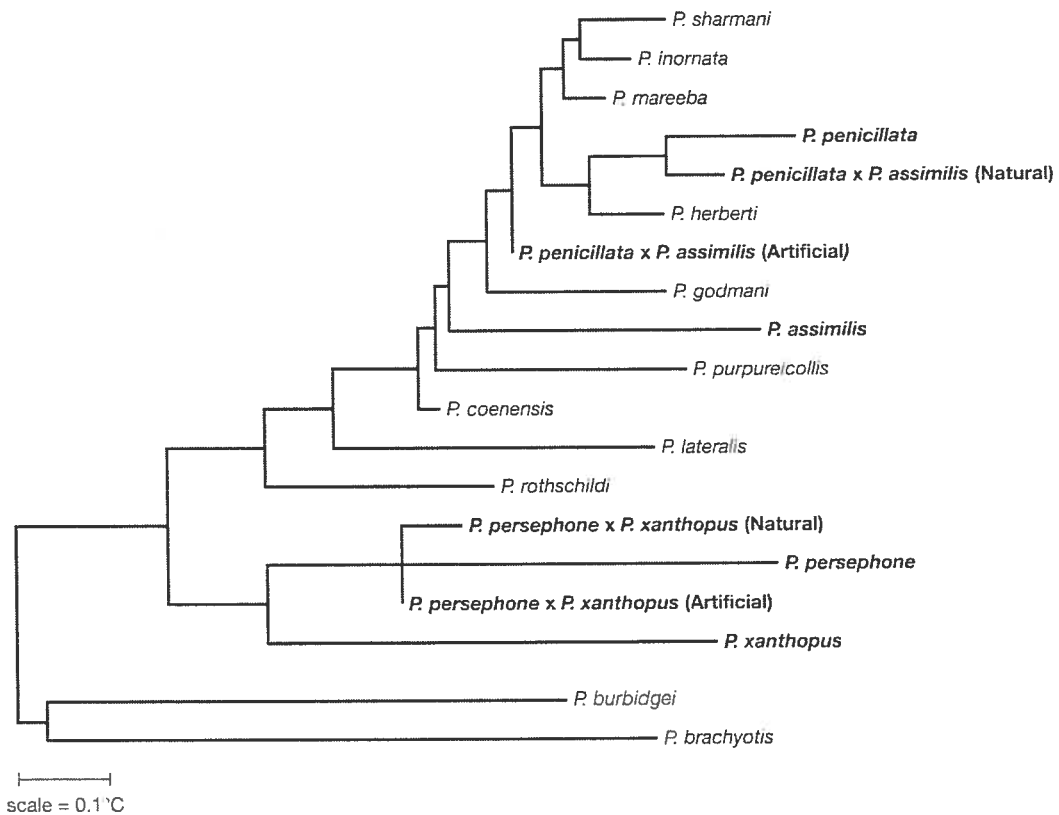 P. sharmani
P. inornata
P. mareeba
P. penicillata
P. penicillata x P. assimilis (Natural)
P. herberti
P. penicillata x P. assimilis (Artificial)
P. godmani
P. assimilis
P. purpureicollis
P. coenensis
P. lateralis
P. rothschildi
P. persephone x P. xanthopus (Natural)
P. persephone
P. persephone x P. xanthopus (Artificial)
P. xanthopus
P. burbidgei
P. brachyotis
scale = 0.1°C